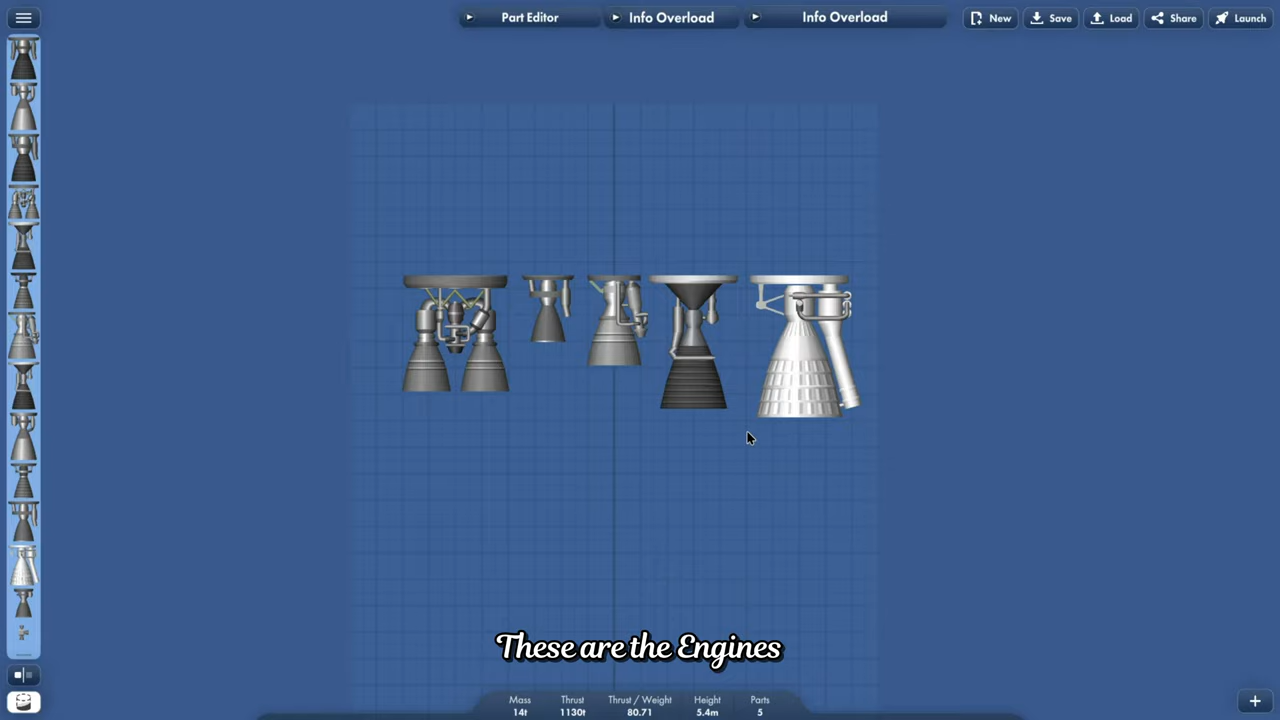 Part Editor
Info Overload
Info Overload
New
Save
Load
Share
Launch
These are the Engines
Mass
14t
Thrust
1130t
Thrust / Weight
80.71
Height
5.4m
Parts
5